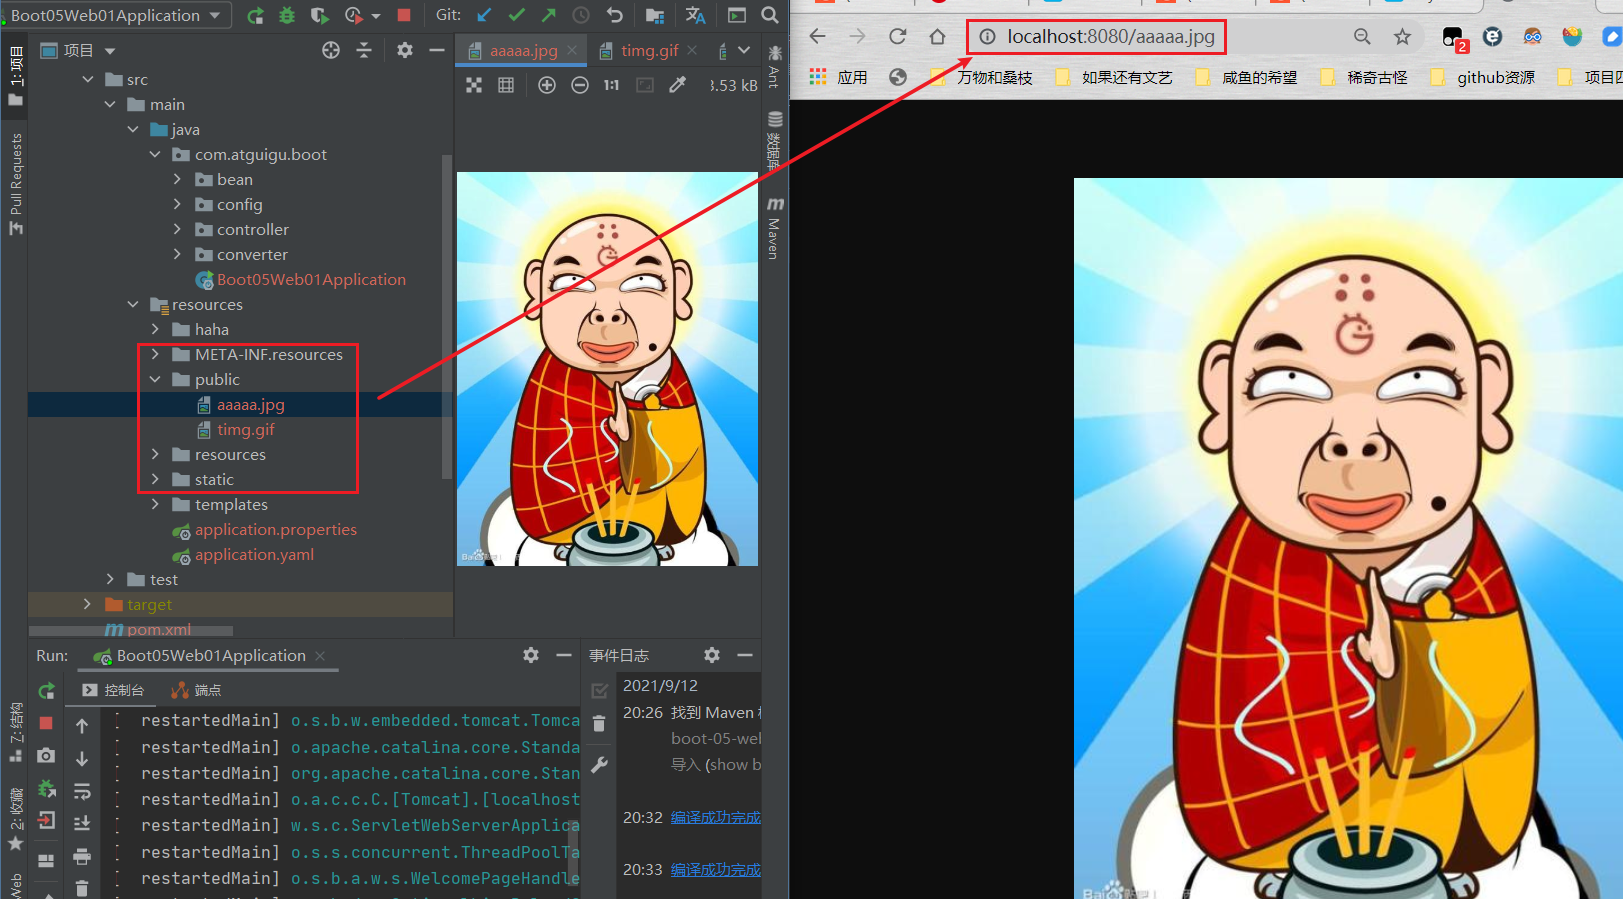 Boot05Web01Application
Git:
1: 项目
项目
Pull Requests
src
main
java
com.atguigu.boot
bean
config
controller
converter
Boot05Web01Application
resources
haha
META-INF.resources
public
aaaaa.jpg
timg.gif
resources
static
templates
application.properties
application.yaml
test
target
pom.xml
aaaaa.jpg
timg.gif
1:1
3.53 kB
Ant
数据库
Maven
localhost:8080/aaaaa.jpg
2
应用
万物和桑枝
如果还有文艺
咸鱼的希望
稀奇古怪
github资源
项目
Run:
Boot05Web01Application
控制台
端点
7: 结构
2: 收藏
Web
[ restartedMain] o.s.b.w.embedded.tomcat.Tomca
[ restartedMain] o.apache.catalina.core.Standa
[ restartedMain] org.apache.catalina.core.Stan
[ restartedMain] o.a.c.c.C.[Tomcat].[localhost
[ restartedMain] w.s.c.ServletWebServerApplica
[ restartedMain] o.s.s.concurrent.ThreadPoolTa
[ restartedMain] o.s.b.a.w.s.WelcomePageHandle
事件日志
2021/9/12
20:26 找到 Maven
boot-05-we
导入 (show b
20:32 编译成功完成
20:33 编译成功完成